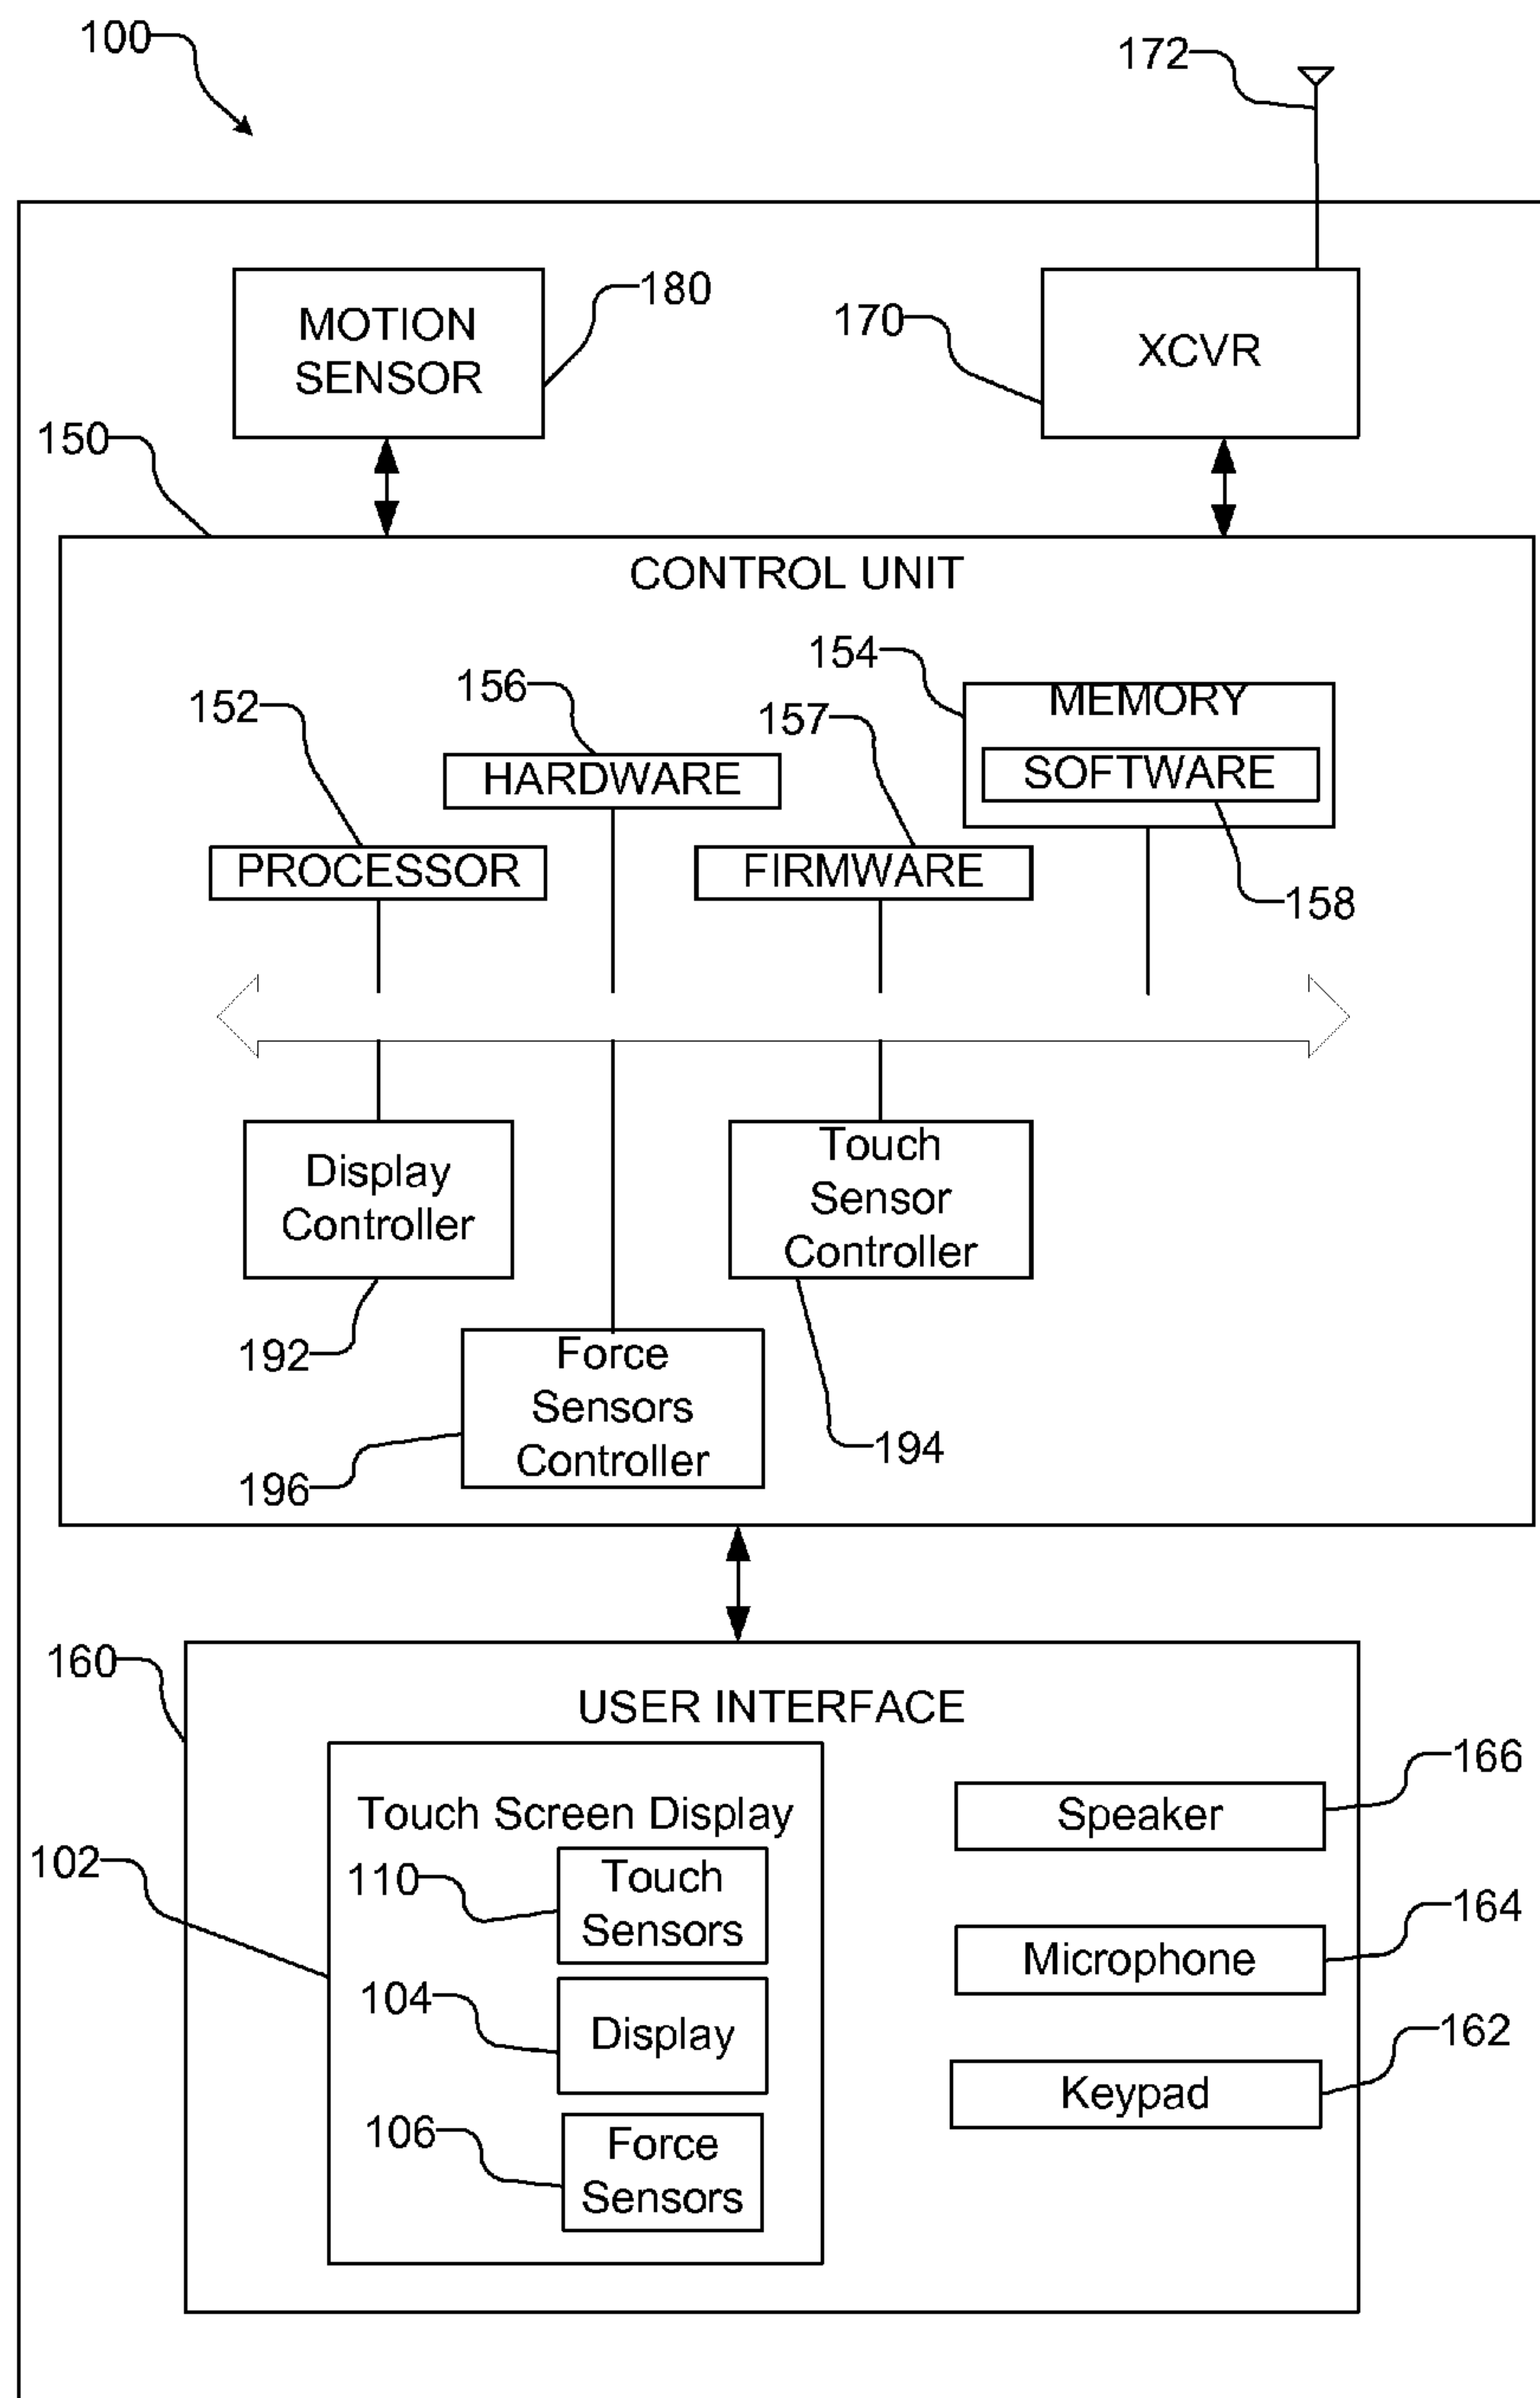 100
172
MOTION
SENSOR
180
170
XCVR
150
CONTROL UNIT
154
MEMORY
SOFTWARE
158
156
HARDWARE
157
FIRMWARE
152
PROCESSOR
Display
Controller
192
Touch
Sensor
Controller
194
Force
Sensors
Controller
196
160
USER INTERFACE
102
Touch Screen Display
110
Touch
Sensors
104
Display
106
Force
Sensors
Speaker
166
Microphone
164
Keypad
162